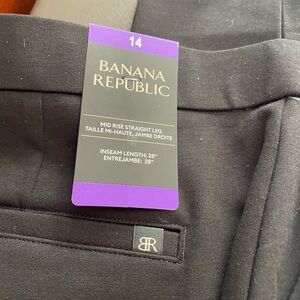 14
BANANA
REPUBLIC
MID RISE STRAIGHT LEG
TAILLE MI-HAUTE, JAMBE DROITE
INSEAM LENGTH: 28"
ENTREJAMBE: 28"
BR